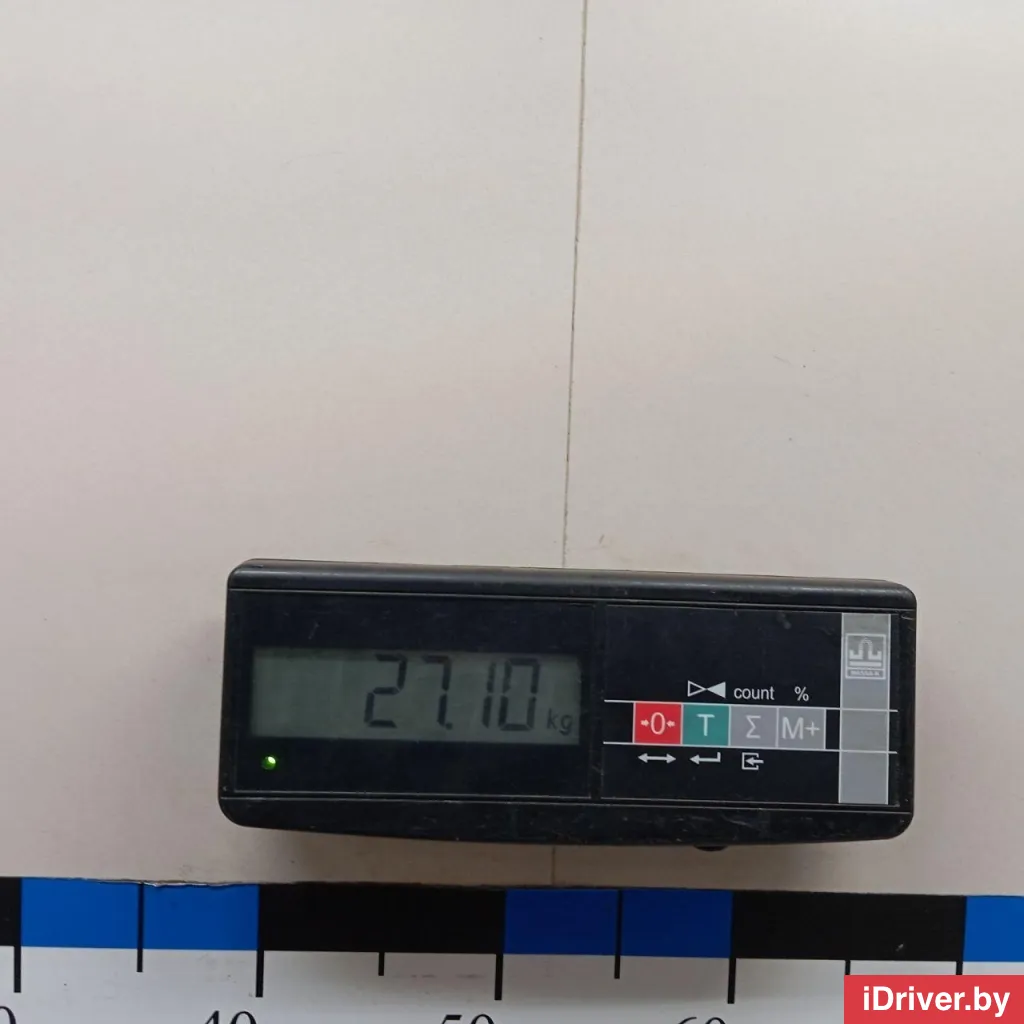 27.10 kg
count %
→0← T Σ M+
40 50 60
iDriver.by